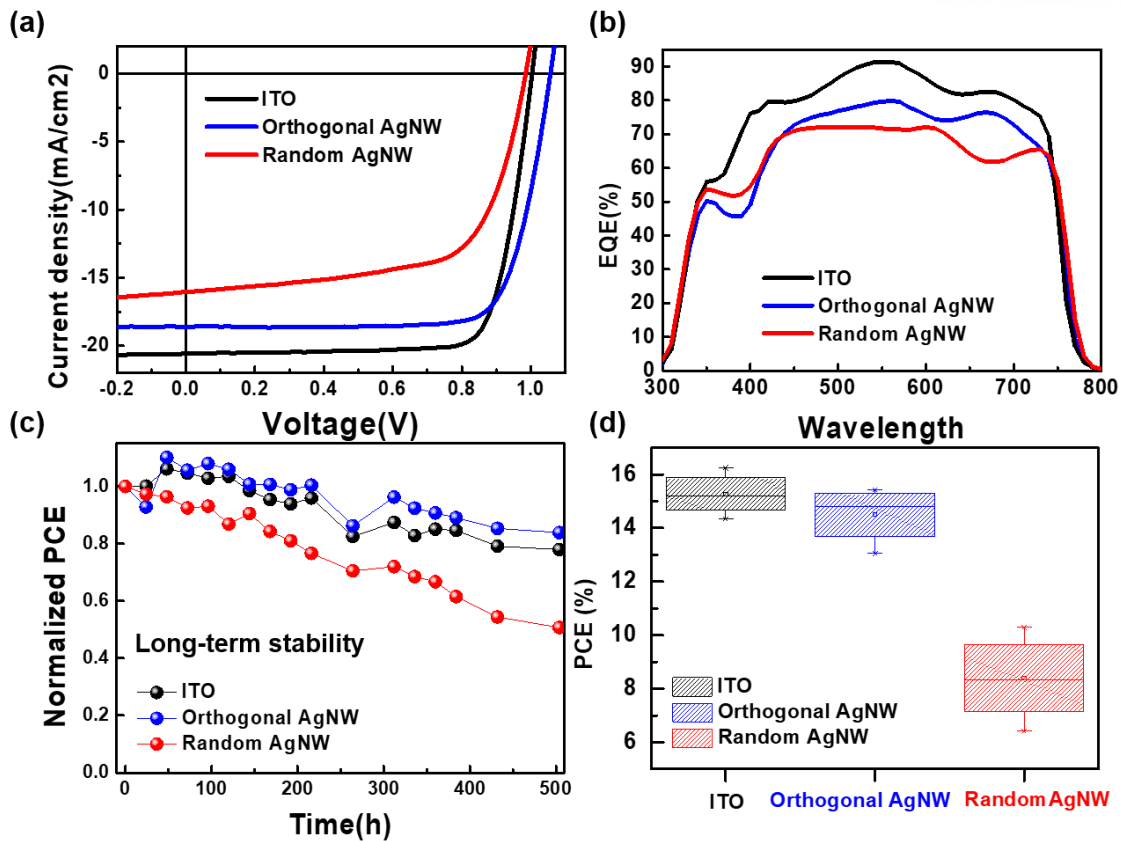 (a)
Current density(mA/cm2)
0
-5
-10
-15
-20
ITO
Orthogonal AgNW
Random AgNW
-0.2
0.0
0.2
0.4
0.6
0.8
1.0
Voltage(V)
(b)
EQE(%)
90
80
70
60
50
40
30
20
10
0
ITO
Orthogonal AgNW
Random AgNW
300
400
500
600
700
800
Wavelength
(c)
Normalized PCE
1.0
0.8
0.6
0.4
0.2
0.0
Long-term stability
ITO
Orthogonal AgNW
Random AgNW
0
100
200
300
400
500
Time(h)
(d)
PCE (%)
16
14
12
10
8
6
ITO
Orthogonal AgNW
Random AgNW
ITO
Orthogonal AgNW
Random AgNW